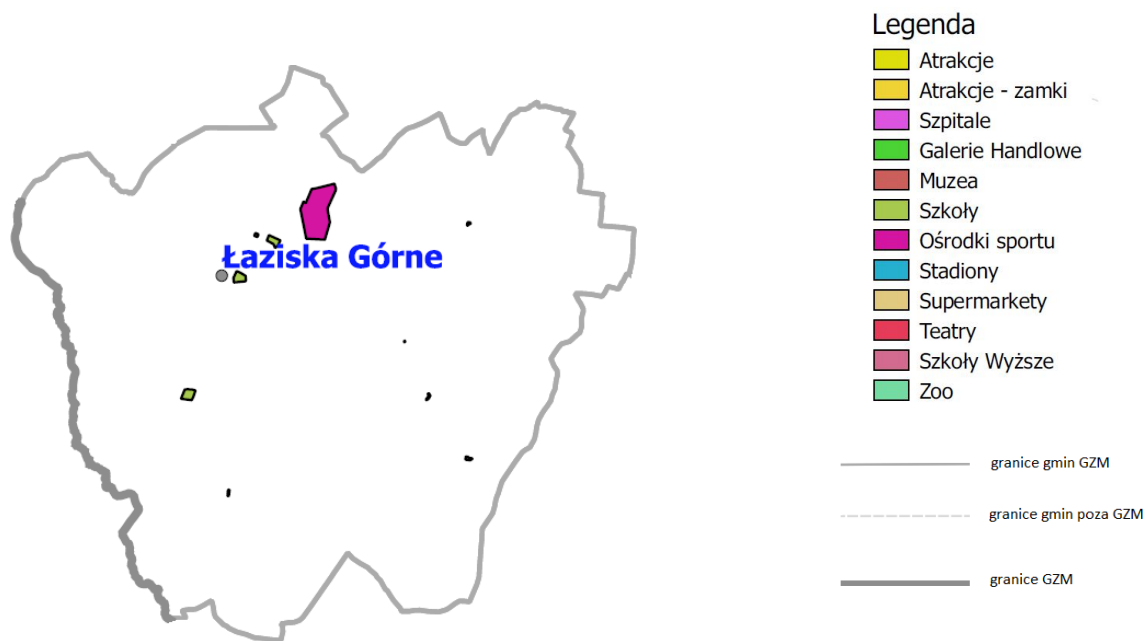 Łaziska Górne
Legenda
Atrakcje
Atrakcje - zamki
Szpitale
Galerie Handlowe
Muzea
Szkoły
Ośrodki sportu
Stadiony
Supermarkety
Teatry
Szkoły Wyższe
Zoo
granice gmin GZM
granice gmin poza GZM
granice GZM